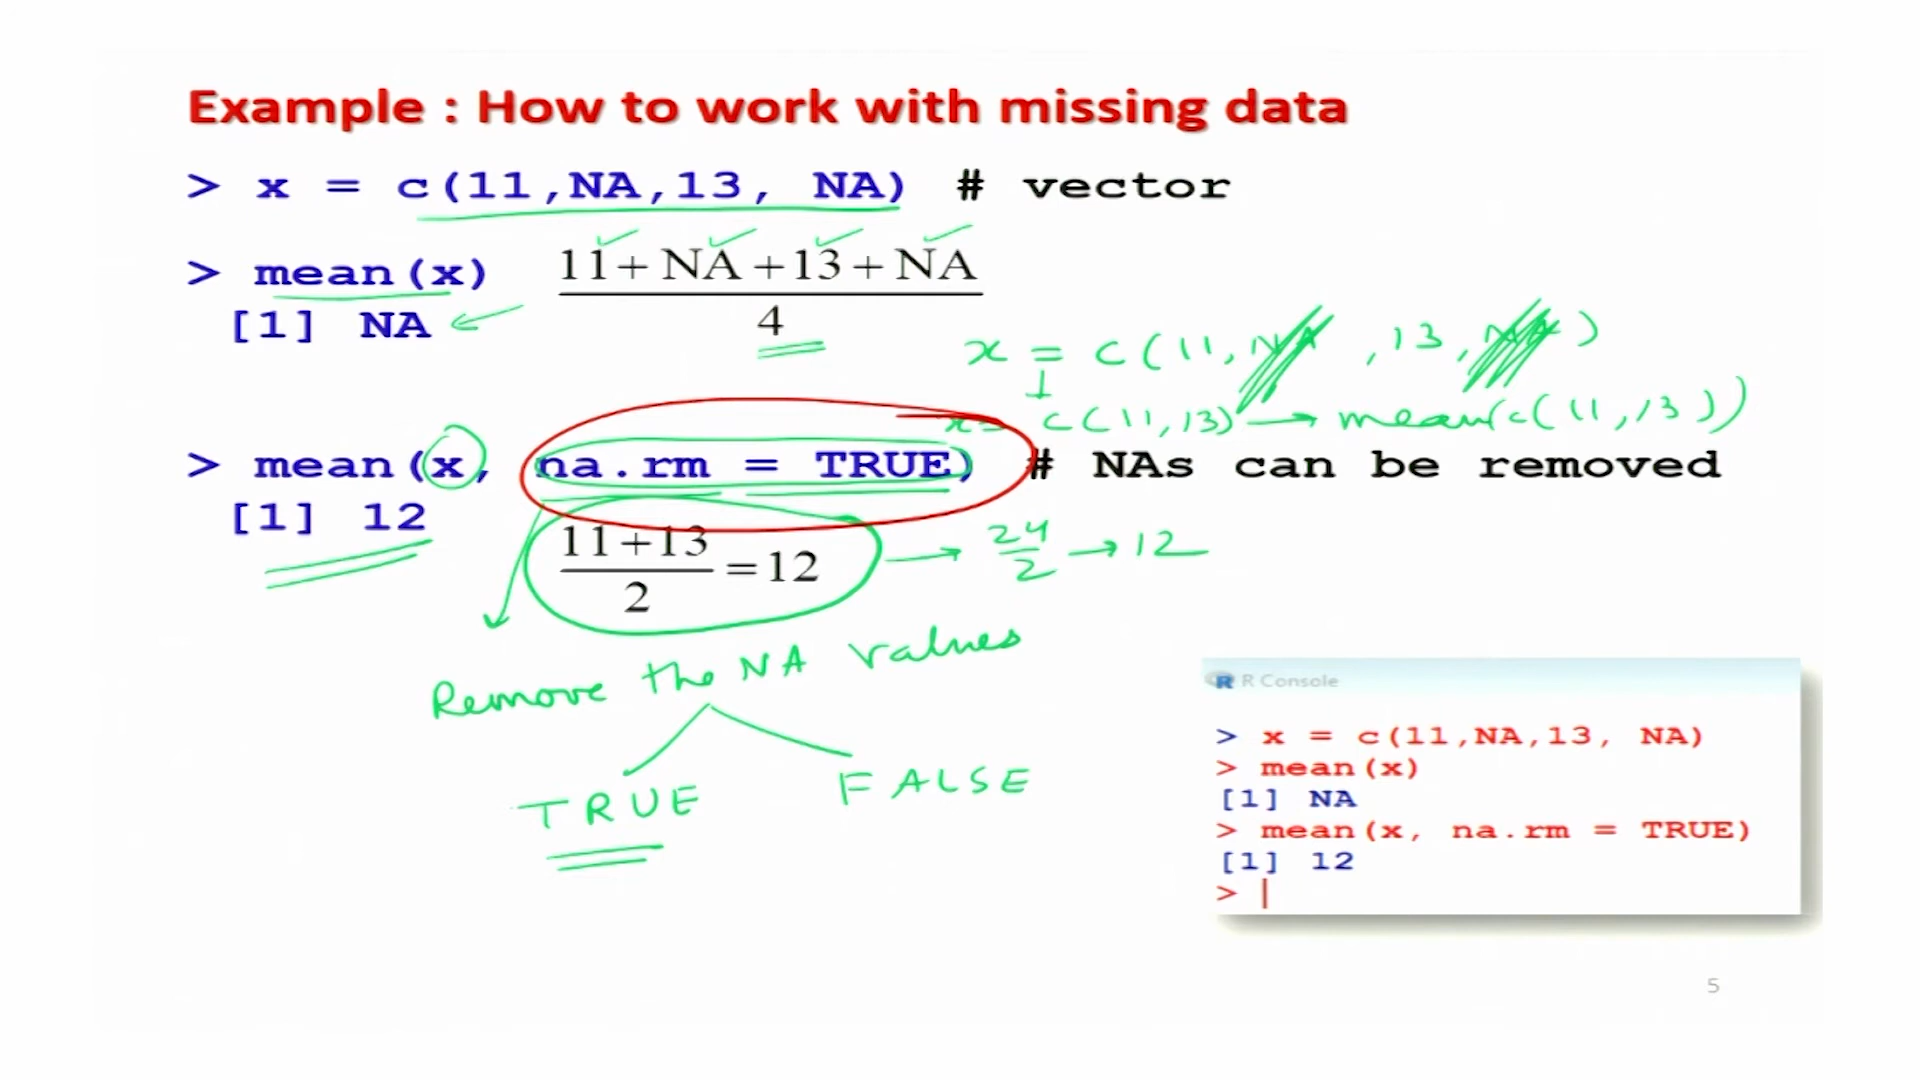 Example : How to work with missing data
> x = c(11,NA,13, NA) # vector
> mean(x)
11+ NA +13 + NA
4
[1] NA
x = c(11, NA ,13, NA)
x = c(11,13) → mean(c(11,13))
> mean(x, na.rm = TRUE) # NAs can be removed
[1] 12
11+13
2
=12
→ 24
2
→ 12
Remove the NA values
TRUE
FALSE
R R Console
> x = c(11,NA,13, NA)
> mean(x)
[1] NA
> mean(x, na.rm = TRUE)
[1] 12
> |
5